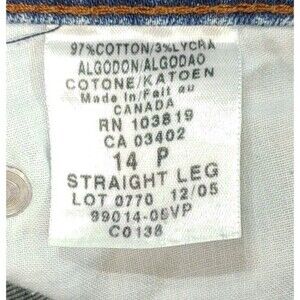 97%COTTON/3%LYCRA
ALGODON/ALGODAO
COTONE/KATOEN
Made in/Fait au
CANADA
RN 103819
CA 03402
14 P
STRAIGHT LEG
LOT 0770 12/05
99014-08VP
C0138